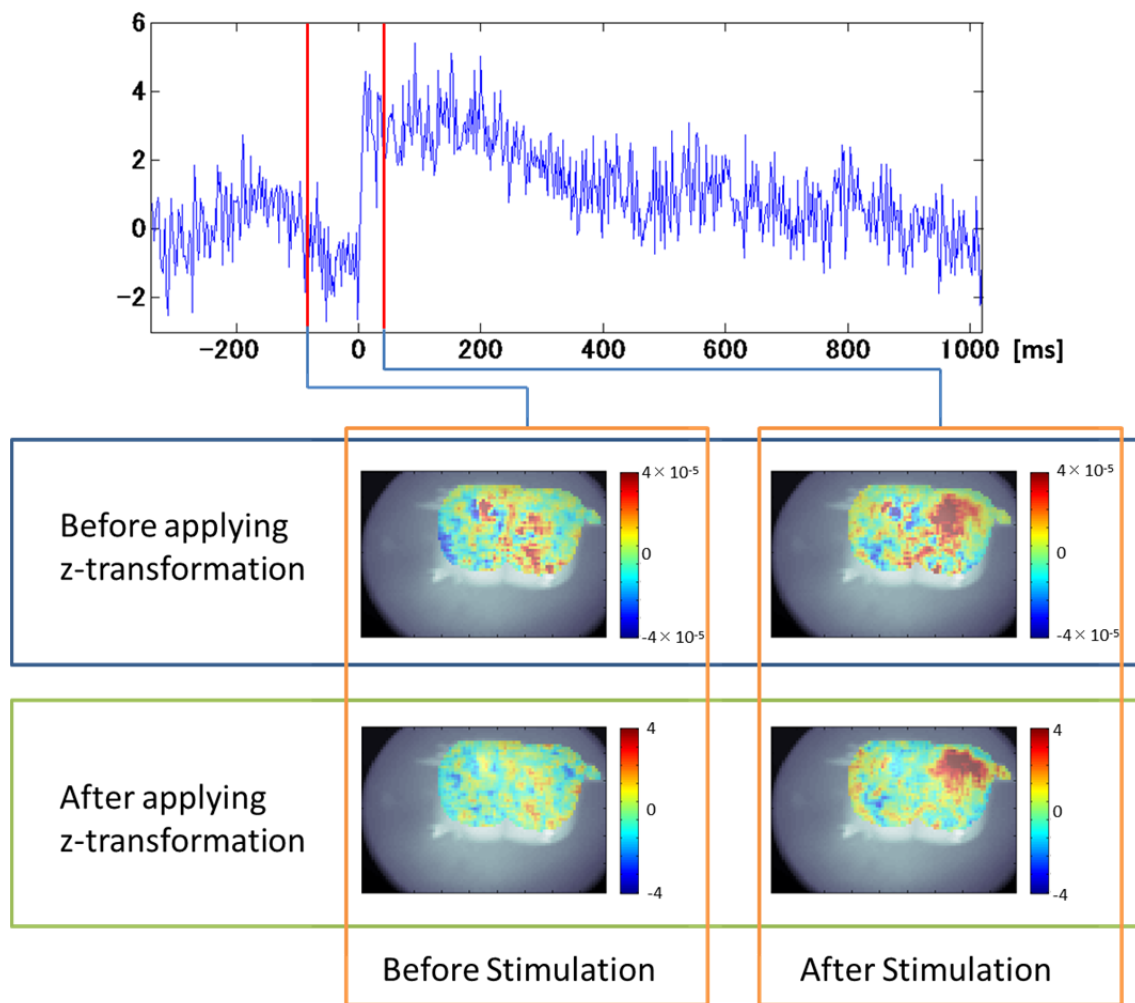 6
4
2
0
-2
-200 0 200 400 600 800 1000 [ms]
Before applying
z-transformation
4 × 10-5
0
-4 × 10-5
4 × 10-5
0
-4 × 10-5
After applying
z-transformation
4
0
-4
4
0
-4
Before Stimulation
After Stimulation